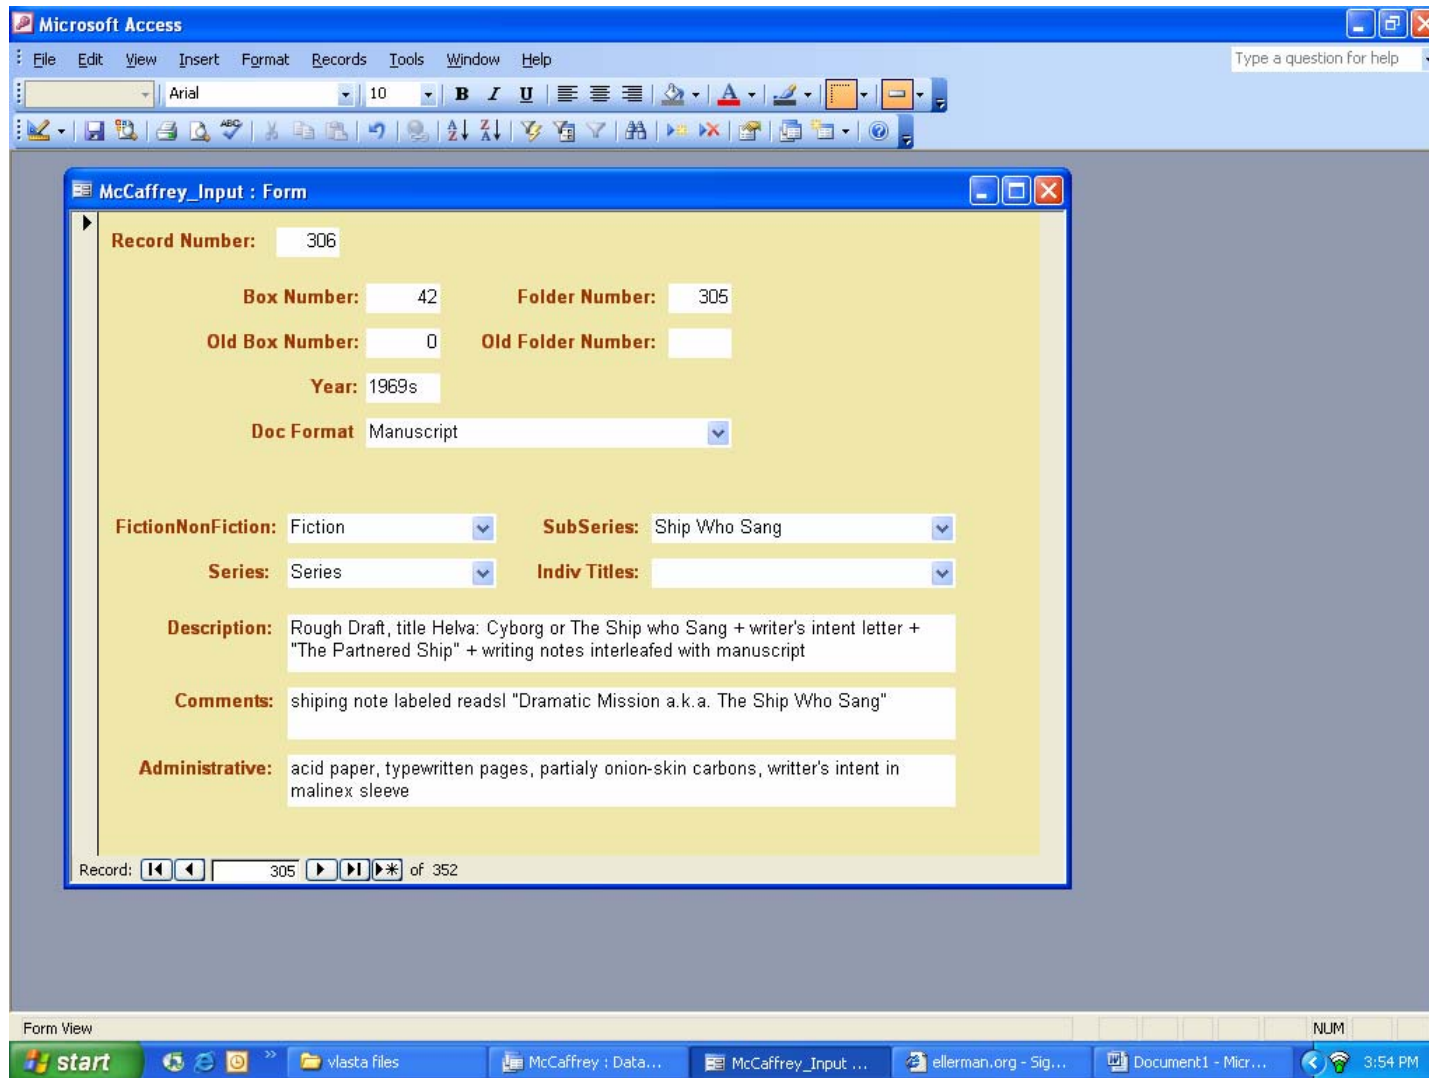 Microsoft Access
File Edit View Insert Format Records Tools Window Help
Type a question for help
Arial 10 B I U A
ABC
McCaffrey_Input : Form
Record Number: 306
Box Number: 42 Folder Number: 305
Old Box Number: 0 Old Folder Number:
Year: 1969s
Doc Format Manuscript
FictionNonFiction: Fiction SubSeries: Ship Who Sang
Series: Series Indiv Titles:
Description: Rough Draft, title Helva: Cyborg or The Ship who Sang + writer's intent letter +
"The Partnered Ship" + writing notes interleafed with manuscript
Comments: shiping note labeled readsl "Dramatic Mission a.k.a. The Ship Who Sang"
Administrative: acid paper, typewritten pages, partialy onion-skin carbons, writter's intent in
malinex sleeve
Record: 305 of 352
Form View NUM
start vlasta files McCaffrey : Data... McCaffrey_Input ... ellerman.org - Sig... Document1 - Micr... 3:54 PM